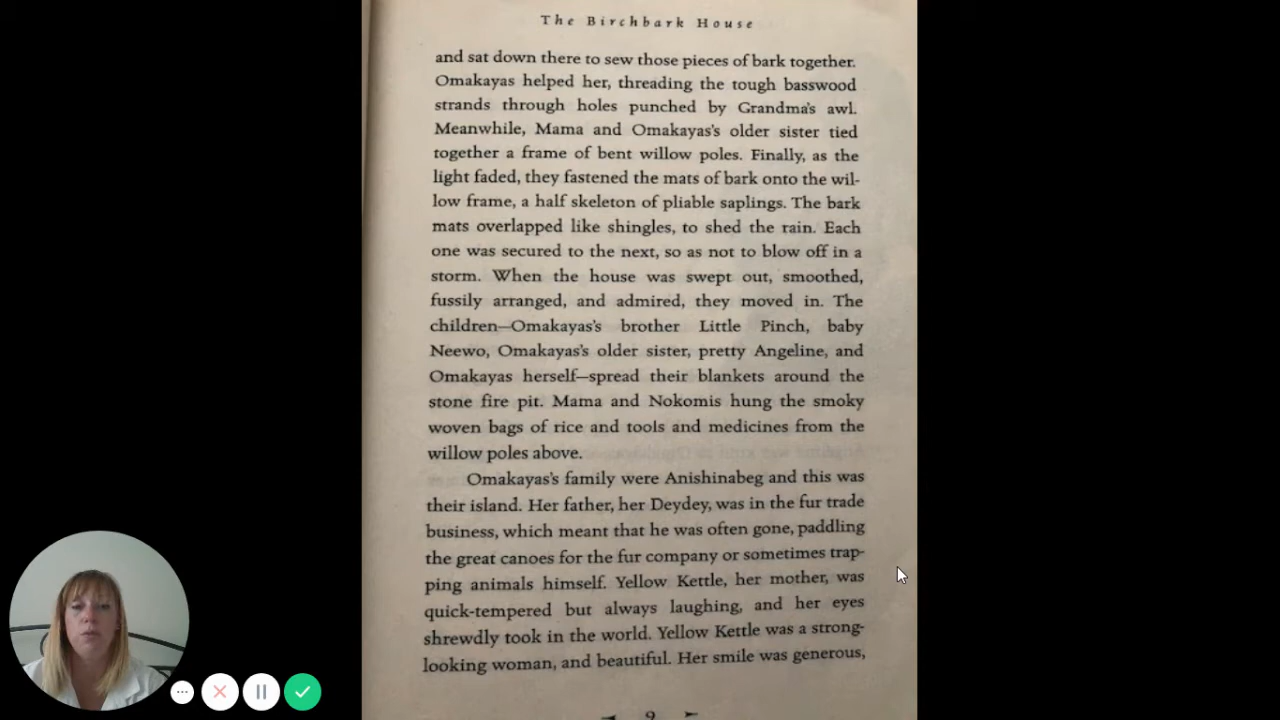 The Birchbark House
and sat down there to sew those pieces of bark together.
Omakayas helped her, threading the tough basswood
strands through holes punched by Grandma's awl.
Meanwhile, Mama and Omakayas's older sister tied
together a frame of bent willow poles. Finally, as the
light faded, they fastened the mats of bark onto the wil-
low frame, a half skeleton of pliable saplings. The bark
mats overlapped like shingles, to shed the rain. Each
one was secured to the next, so as not to blow off in a
storm. When the house was swept out, smoothed,
fussily arranged, and admired, they moved in. The
children—Omakayas's brother Little Pinch, baby
Neewo, Omakayas's older sister, pretty Angeline, and
Omakayas herself—spread their blankets around the
stone fire pit. Mama and Nokomis hung the smoky
woven bags of rice and tools and medicines from the
willow poles above.
Omakayas's family were Anishinabeg and this was
their island. Her father, her Deydey, was in the fur trade
business, which meant that he was often gone, paddling
the great canoes for the fur company or sometimes trap-
ping animals himself. Yellow Kettle, her mother, was
quick-tempered but always laughing, and her eyes
shrewdly took in the world. Yellow Kettle was a strong-
looking woman, and beautiful. Her smile was generous,